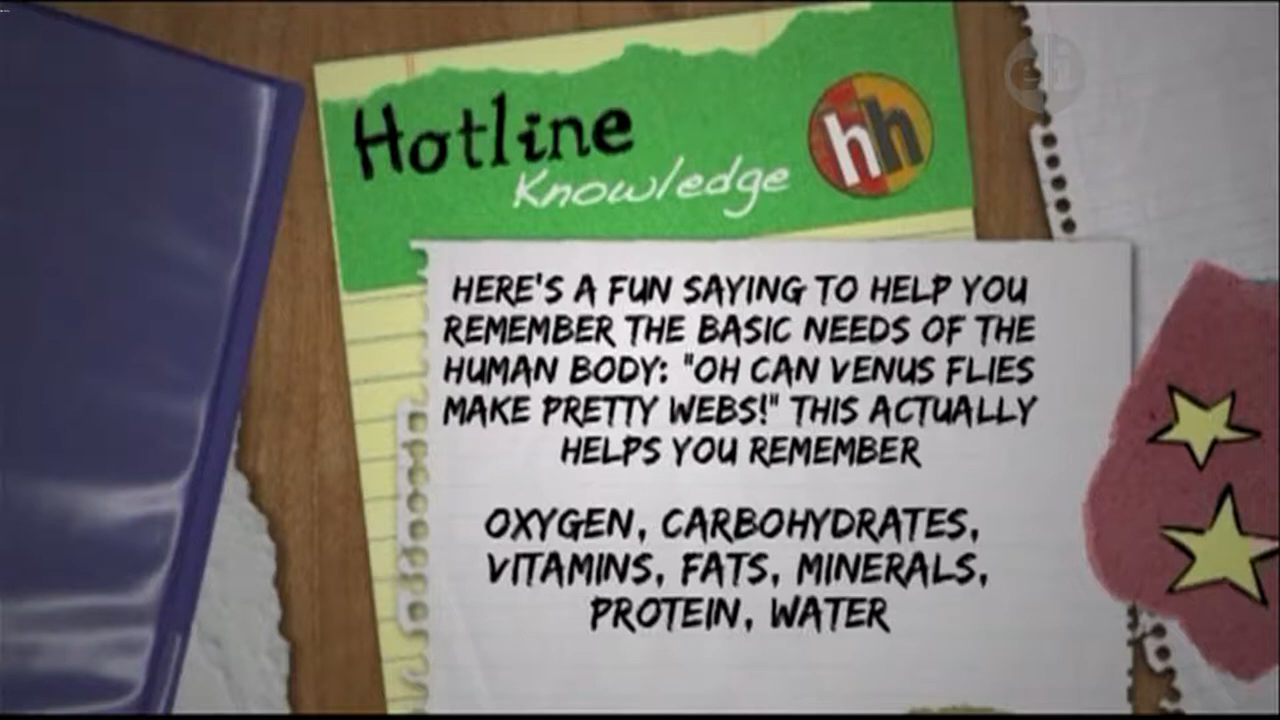 Hotline
Knowledge
hh
eh
HERE'S A FUN SAYING TO HELP YOU
REMEMBER THE BASIC NEEDS OF THE
HUMAN BODY: "OH CAN VENUS FLIES
MAKE PRETTY WEBS!" THIS ACTUALLY
HELPS YOU REMEMBER
OXYGEN, CARBOHYDRATES,
VITAMINS, FATS, MINERALS,
PROTEIN, WATER